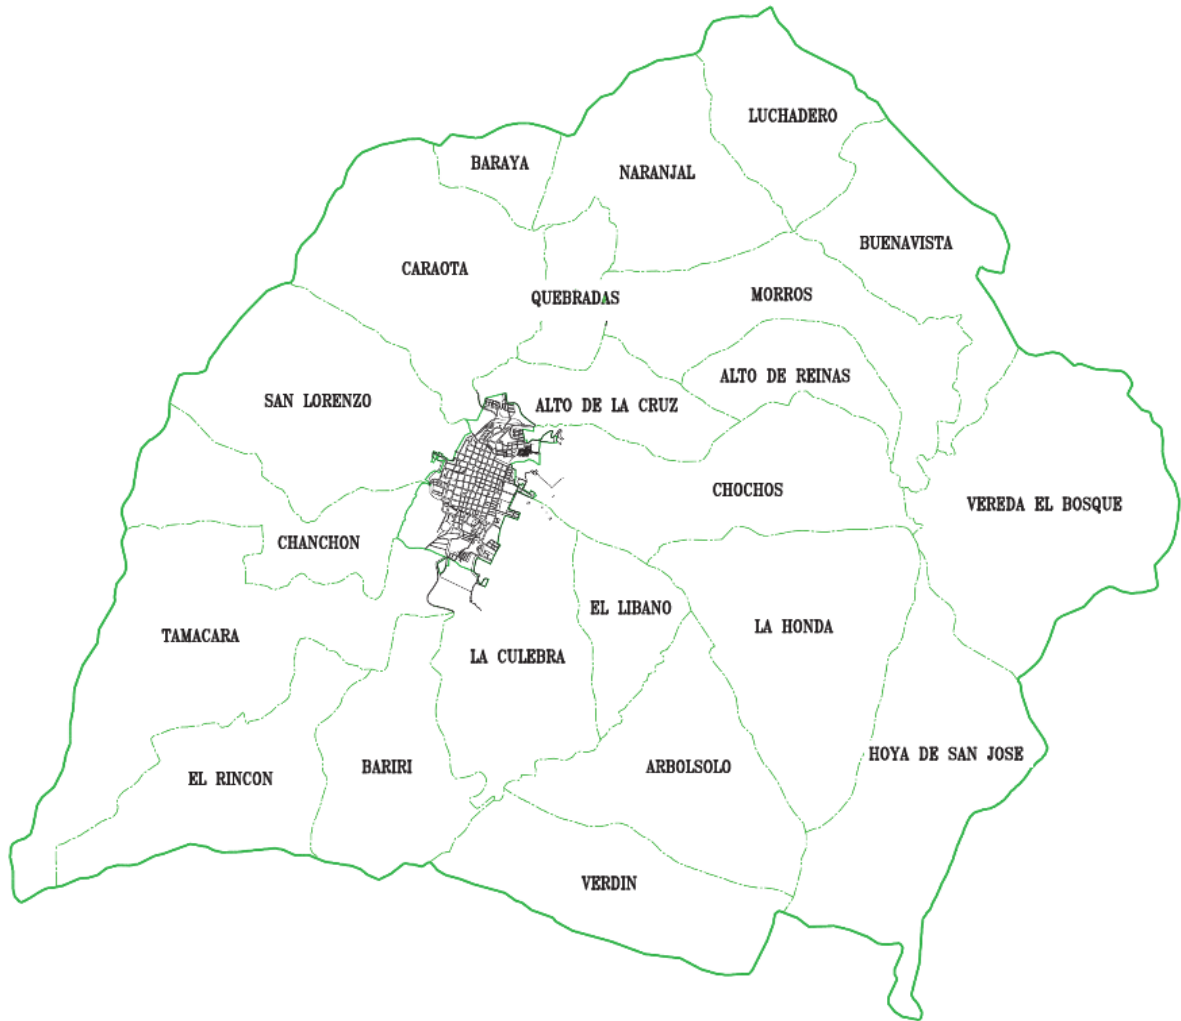 LUCHADERO
BARAYA
NARANJAL
BUENAVISTA
CARAOTA
QUEBRADAS
MORROS
ALTO DE REINAS
SAN LORENZO
ALTO DE LA CRUZ
CHOCHOS
VEREDA EL BOSQUE
CHANCHON
EL LIBANO
LA HONDA
TAMACARA
LA CULEBRA
HOYA DE SAN JOSE
BARIRI
ARBOLSOLO
EL RINCON
VERDIN